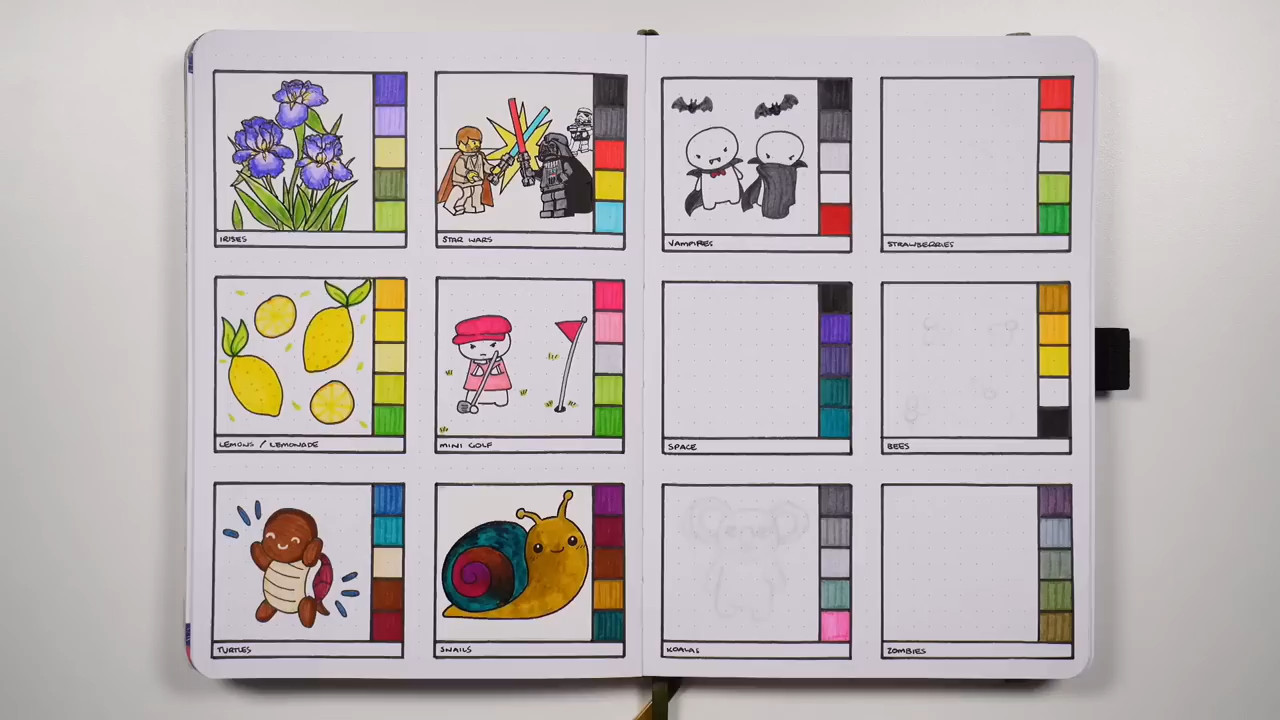 IRISES
STAR WARS
VAMPIRES
STRAWBERRIES
LEMONS / LEMONADE
MINI GOLF
SPACE
BEES
TURTLES
SNAILS
KOALAS
ZOMBIES